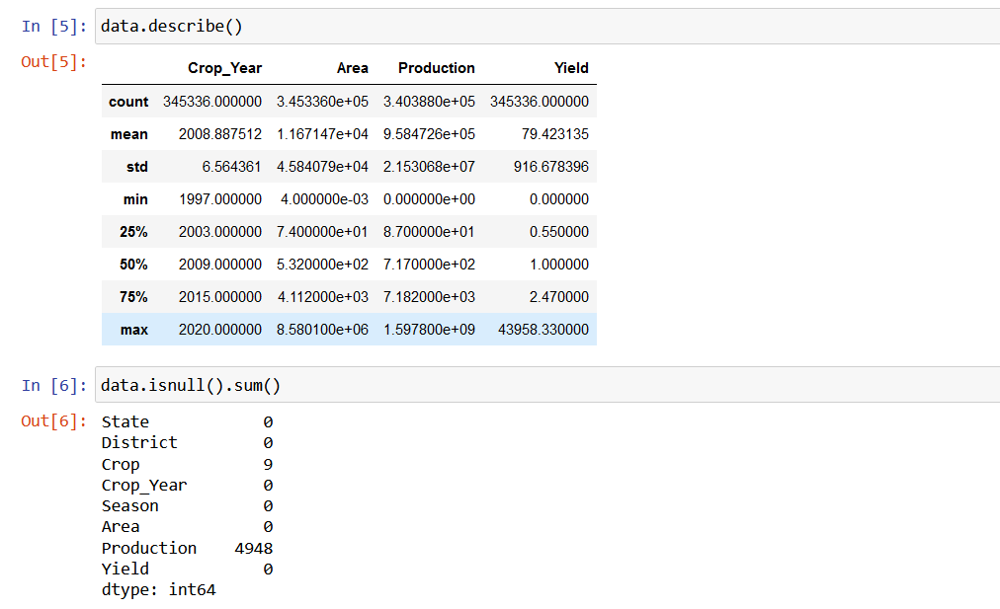 In [5]: data.describe()
Out[5]:
Crop_Year Area Production Yield
count 345336.000000 3.453360e+05 3.403880e+05 345336.000000
mean 2008.887512 1.167147e+04 9.584726e+05 79.423135
std 6.564361 4.584079e+04 2.153068e+07 916.678396
min 1997.000000 4.000000e-03 0.000000e+00 0.000000
25% 2003.000000 7.400000e+01 8.700000e+01 0.550000
50% 2009.000000 5.320000e+02 7.170000e+02 1.000000
75% 2015.000000 4.112000e+03 7.182000e+03 2.470000
max 2020.000000 8.580100e+06 1.597800e+09 43958.330000
In [6]: data.isnull().sum()
Out[6]: State 0
District 0
Crop 9
Crop_Year 0
Season 0
Area 0
Production 4948
Yield 0
dtype: int64